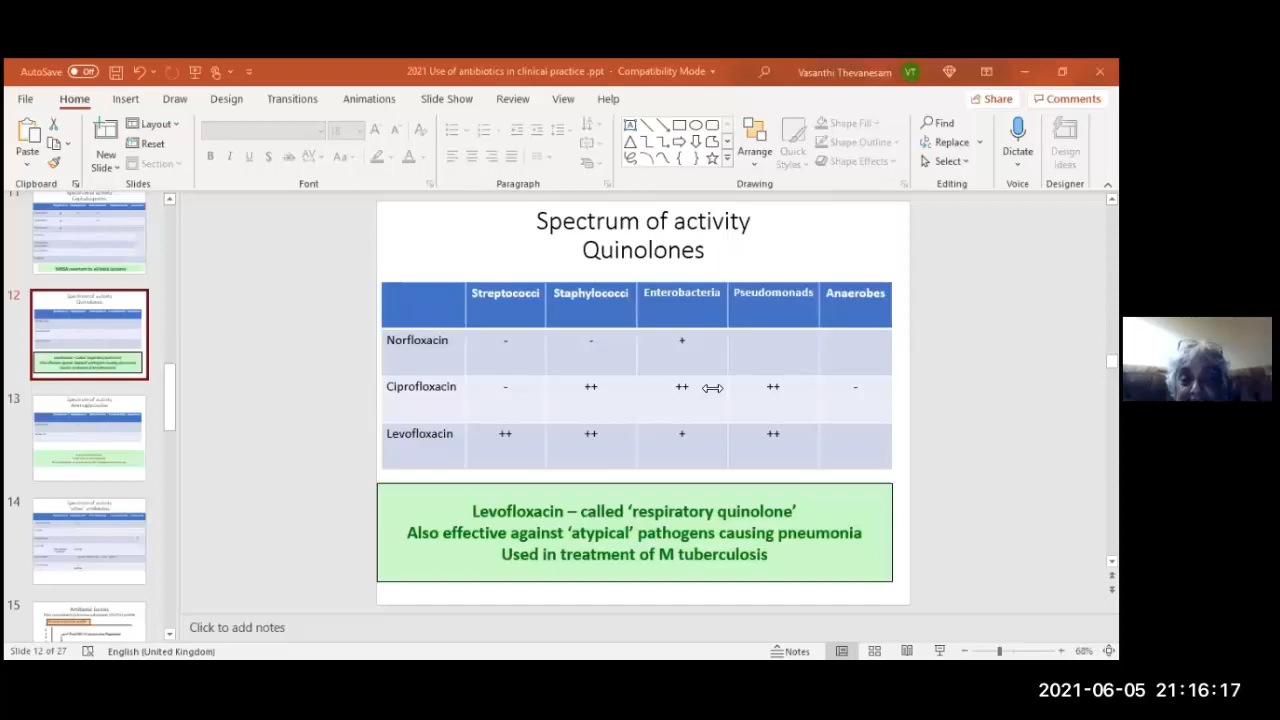 AutoSave Off
2021 Use of antibiotics in clinical practice .ppt - Compatibility Mode
Vasanthi Thevanesam VT
File Home Insert Draw Design Transitions Animations Slide Show Review View Help
Share Comments
Paste
New
Slide
Layout
Reset
Section
Arrange
Quick
Styles
Shape Fill
Shape Outline
Shape Effects
Find
Replace
Select
Dictate
Design
Ideas
Clipboard Slides Font Paragraph Drawing Editing Voice Designer
11
12
13
14
15
Spectrum of activity
Quinolones
Streptococci Staphylococci Enterobacteria Pseudomonads Anaerobes
Norfloxacin - - +
Ciprofloxacin - ++ ++ ++ -
Levofloxacin ++ ++ + ++
Levofloxacin – called ‘respiratory quinolone’
Also effective against ‘atypical’ pathogens causing pneumonia
Used in treatment of M tuberculosis
Click to add notes
Slide 12 of 27 English (United Kingdom) Notes 68%
2021-06-05 21:16:17